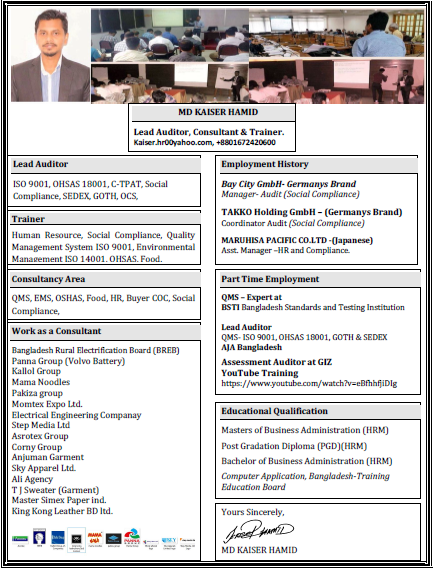 MD KAISER HAMID
Lead Auditor, Consultant & Trainer.
Kaiser.hr00yahoo.com, +8801672420600
Lead Auditor
ISO 9001, OHSAS 18001, C-TPAT, Social
Compliance, SEDEX, GOTH, OCS,
Trainer
Human Resource, Social Compliance, Quality
Management System ISO 9001, Environmental
Management ISO 14001, OHSAS, Food,
Consultancy Area
QMS, EMS, OSHAS, Food, HR, Buyer COC, Social
Compliance,
Work as a Consultant
Bangladesh Rural Electrification Board (BREB)
Panna Group (Volvo Battery)
Kallol Group
Mama Noodles
Pakiza group
Momtex Expo Ltd.
Electrical Engineering Companay
Step Media Ltd
Asrotex Group
Corny Group
Anjuman Garment
Sky Apparel Ltd.
Ali Agency
T J Sweater (Garment)
Master Simex Paper ind.
King Kong Leather BD ltd.
Employment History
Bay City GmbH- Germanys Brand
Manager- Audit (Social Compliance)
TAKKO Holding GmbH – (Germanys Brand)
Coordinator Audit (Social Compliance)
MARUHISA PACIFIC CO.LTD -(Japanese)
Asst. Manager –HR and Compliance.
Part Time Employment
QMS – Expert at
BSTI Bangladesh Standards and Testing Institution
Lead Auditor
QMS- ISO 9001, OHSAS 18001, GOTH & SEDEX
AJA Bangladesh
Assessment Auditor at GIZ
YouTube Training
https://www.youtube.com/watch?v=eBfhhfjiDIg
Educational Qualification
Masters of Business Administration (HRM)
Post Gradation Diploma (PGD)(HRM)
Bachelor of Business Administration (HRM)
Computer Application, Bangladesh-Training
Education Board
Yours Sincerely,
MD KAISER HAMID